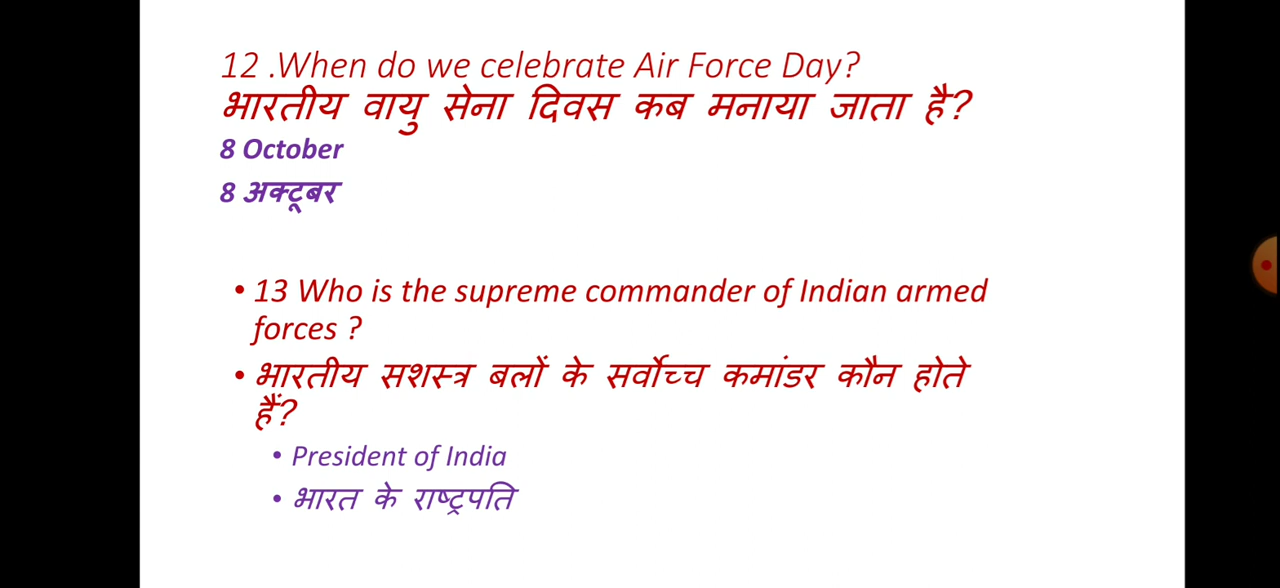 12 .When do we celebrate Air Force Day?
भारतीय वायु सेना दिवस कब मनाया जाता है?
8 October
8 अक्टूबर
• 13 Who is the supreme commander of Indian armed
forces ?
• भारतीय सशस्त्र बलों के सर्वोच्च कमांडर कौन होते
हैं?
• President of India
• भारत के राष्ट्रपति